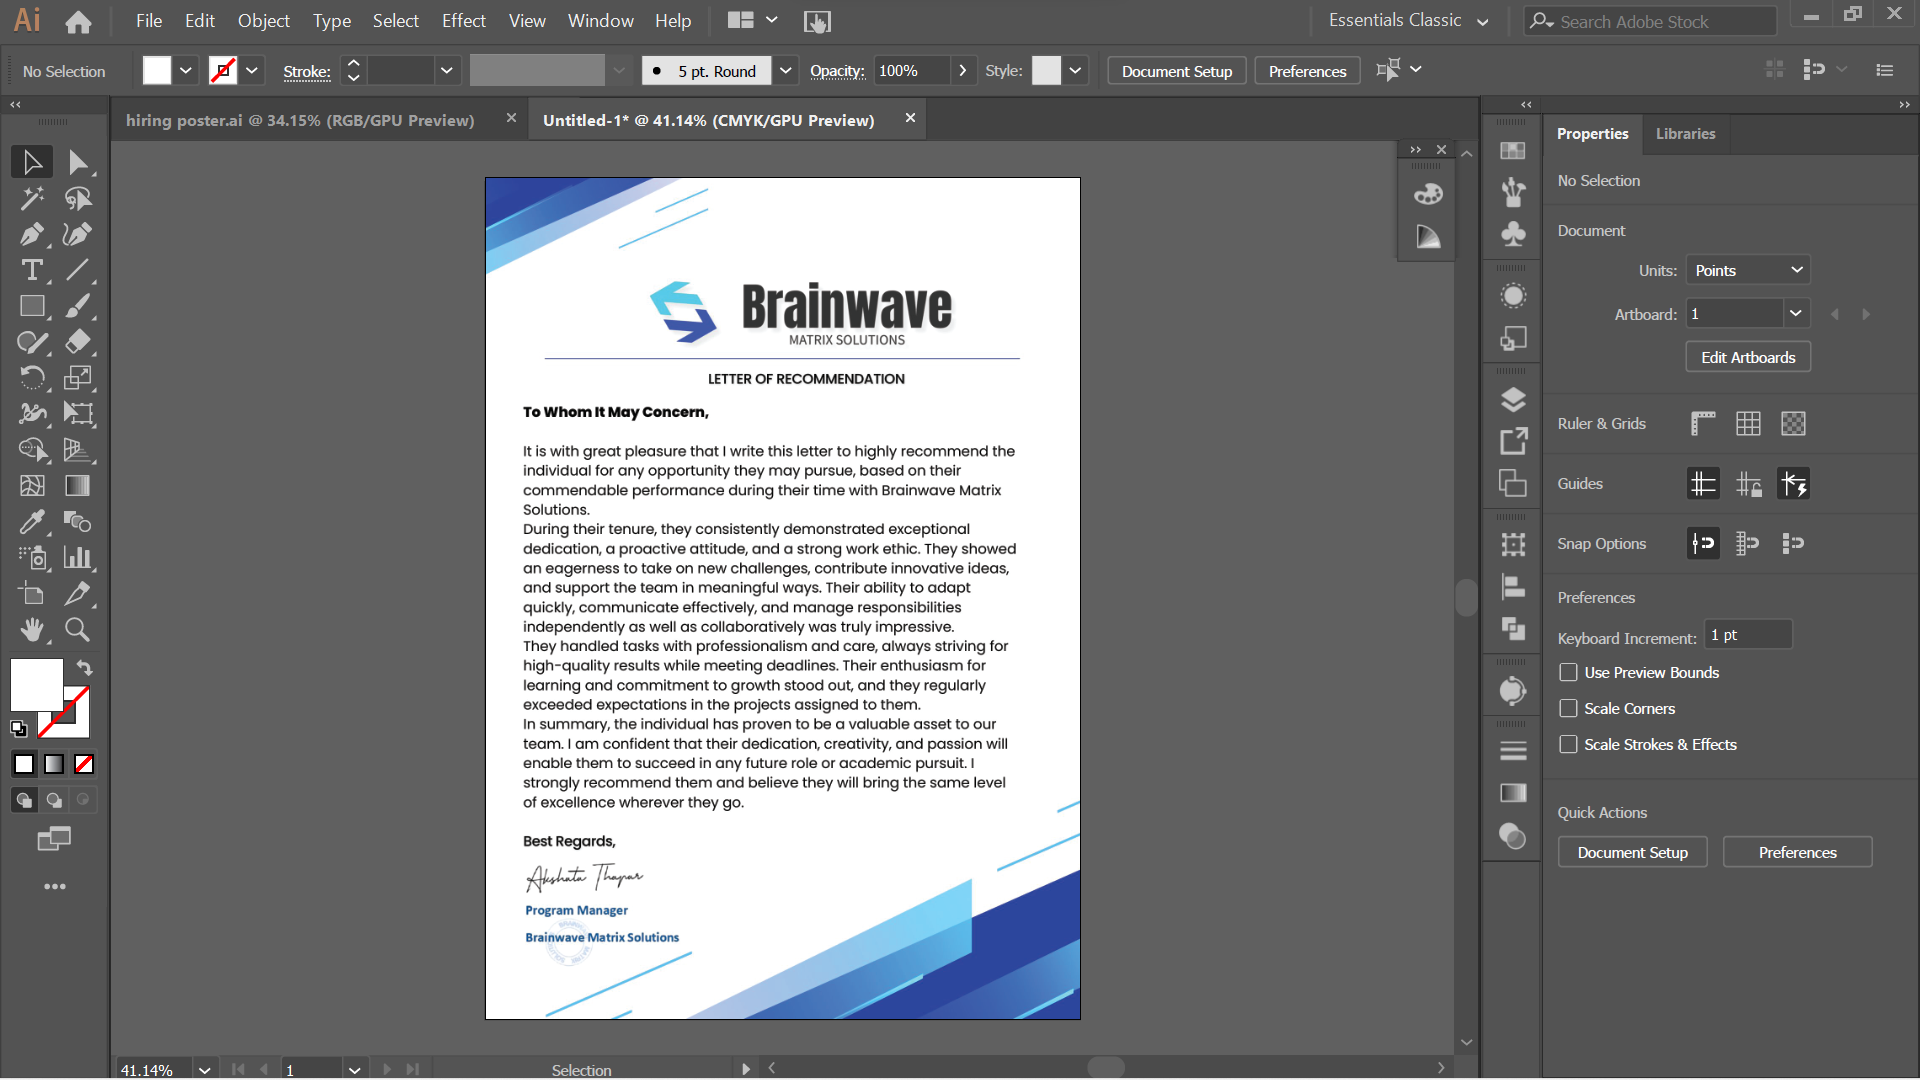 Ai File Edit Object Type Select Effect View Window Help Essentials Classic Search Adobe Stock
No Selection Stroke: 5 pt. Round Opacity: 100% Style: Document Setup Preferences
hiring poster.ai @ 34.15% (RGB/GPU Preview) Untitled-1* @ 41.14% (CMYK/GPU Preview)
Brainwave
MATRIX SOLUTIONS
LETTER OF RECOMMENDATION
To Whom It May Concern,
It is with great pleasure that I write this letter to highly recommend the
individual for any opportunity they may pursue, based on their
commendable performance during their time with Brainwave Matrix
Solutions.
During their tenure, they consistently demonstrated exceptional
dedication, a proactive attitude, and a strong work ethic. They showed
an eagerness to take on new challenges, contribute innovative ideas,
and support the team in meaningful ways. Their ability to adapt
quickly, communicate effectively, and manage responsibilities
independently as well as collaboratively was truly impressive.
They handled tasks with professionalism and care, always striving for
high-quality results while meeting deadlines. Their enthusiasm for
learning and commitment to growth stood out, and they regularly
exceeded expectations in the projects assigned to them.
In summary, the individual has proven to be a valuable asset to our
team. I am confident that their dedication, creativity, and passion will
enable them to succeed in any future role or academic pursuit. I
strongly recommend them and believe they will bring the same level
of excellence wherever they go.
Best Regards,
Akshata Thapar
Program Manager
Brainwave Matrix Solutions
Properties Libraries
No Selection
Document
Units: Points
Artboard: 1
Edit Artboards
Ruler & Grids
Guides
Snap Options
Preferences
Keyboard Increment: 1 pt
Use Preview Bounds
Scale Corners
Scale Strokes & Effects
Quick Actions
Document Setup Preferences
41.14% 1 Selection